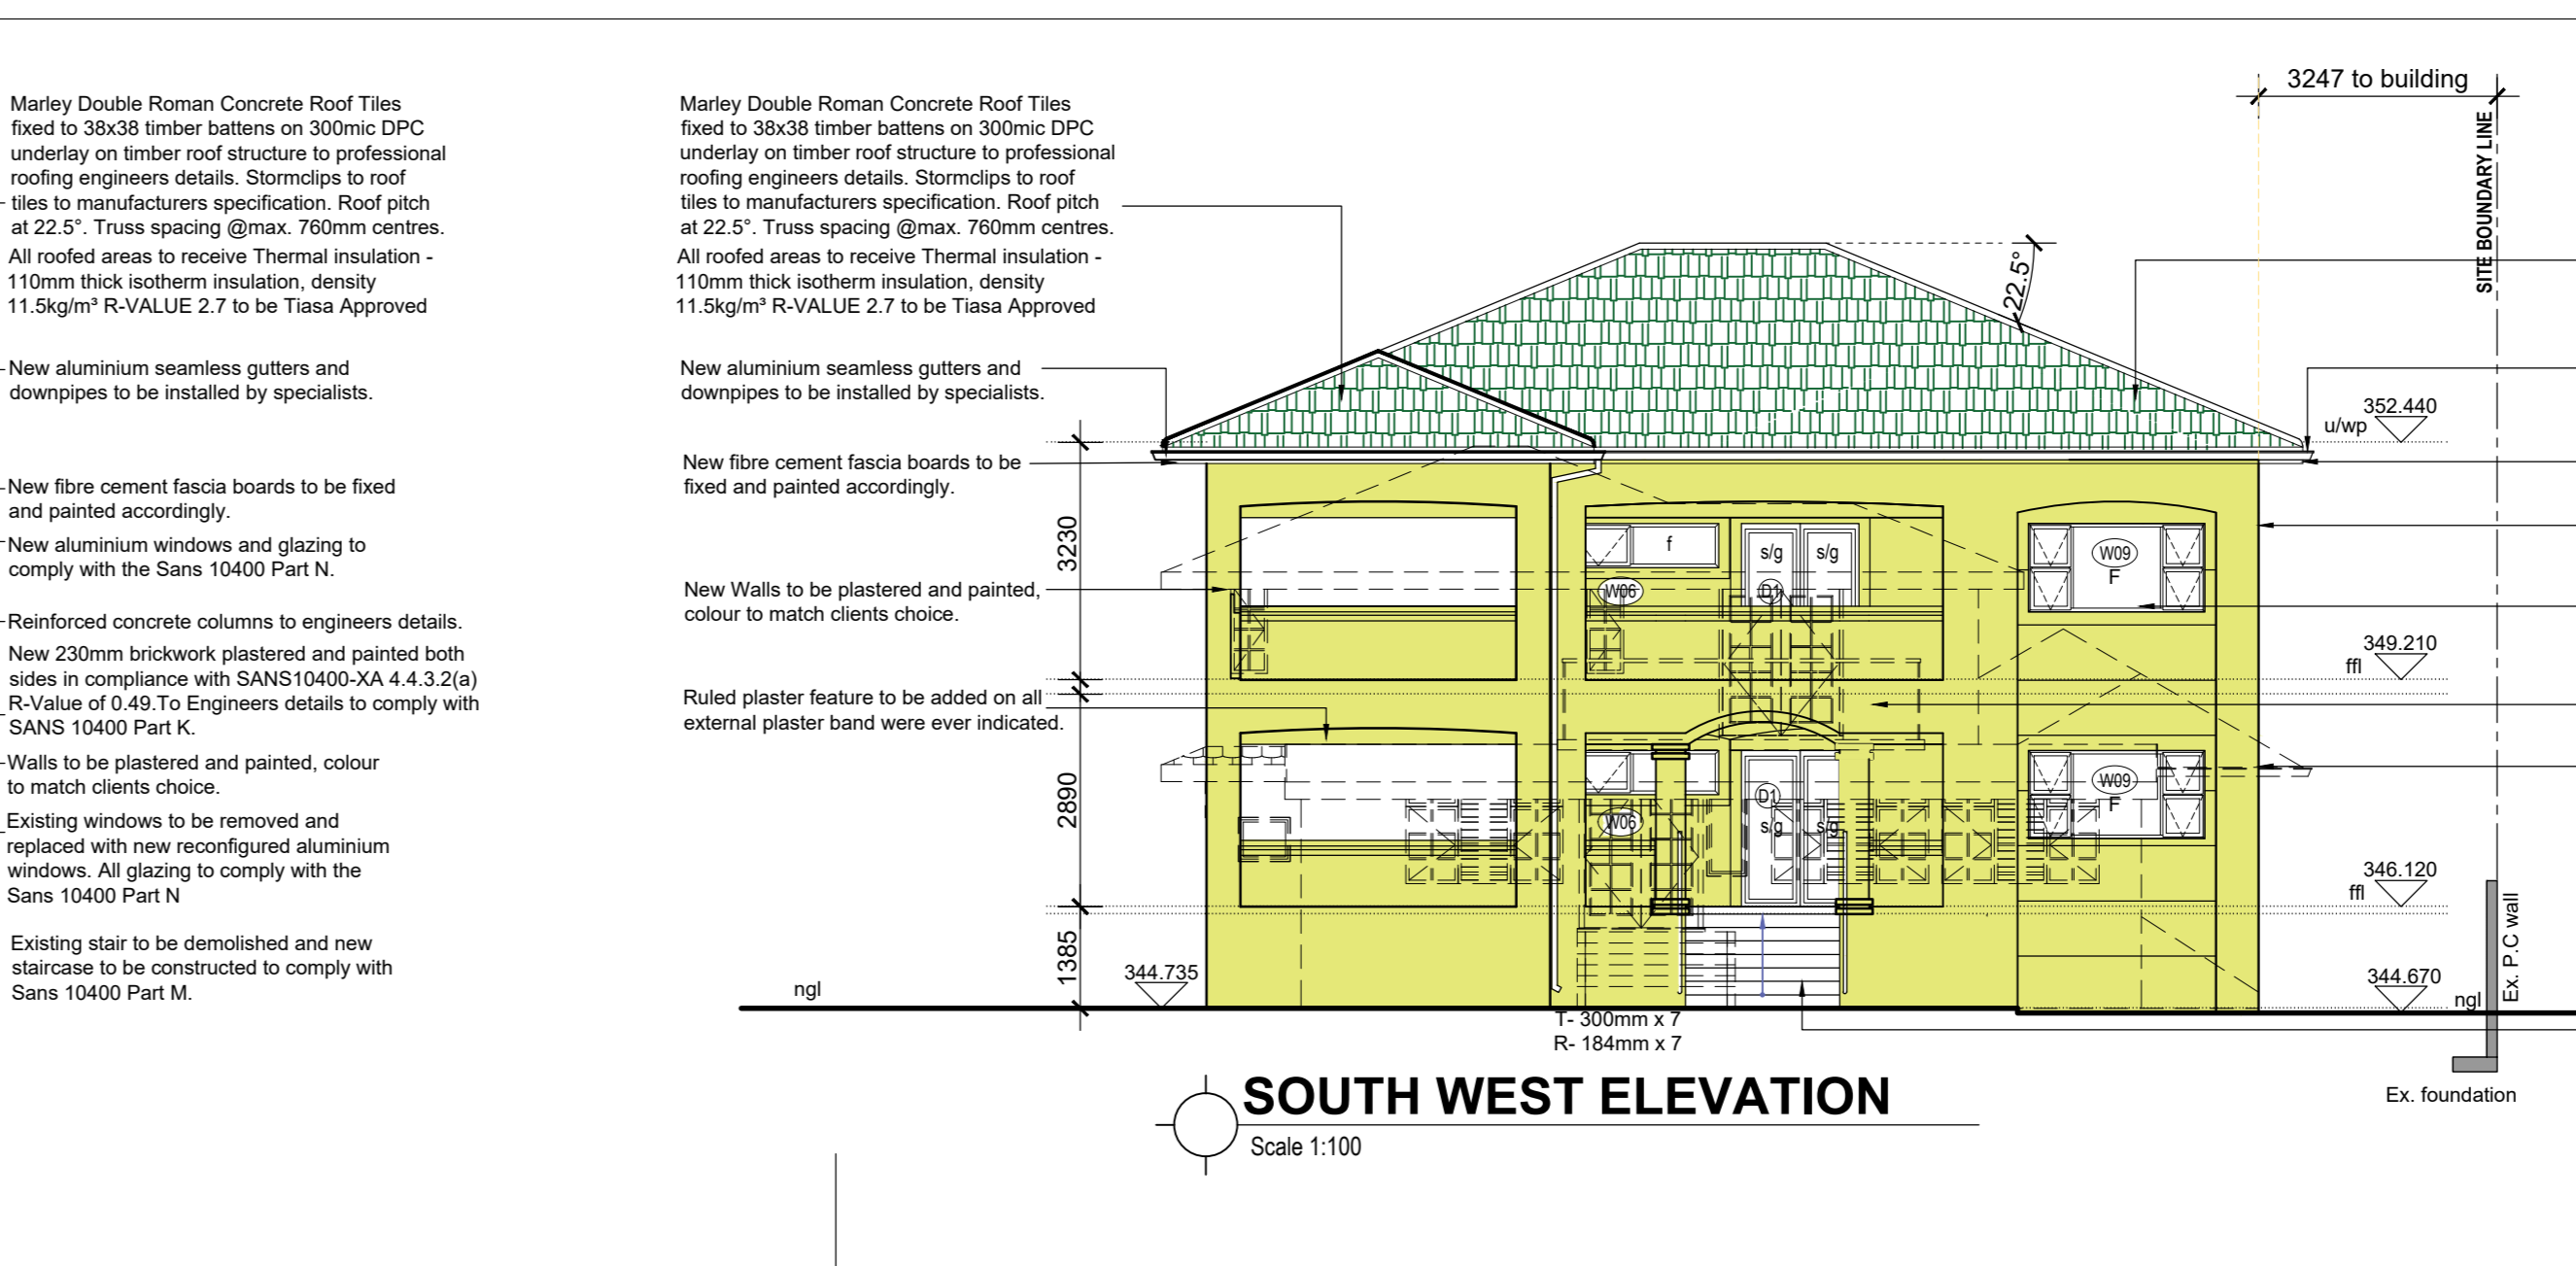 Marley Double Roman Concrete Roof Tiles
fixed to 38x38 timber battens on 300mic DPC
underlay on timber roof structure to professional
roofing engineers details. Stormclips to roof
tiles to manufacturers specification. Roof pitch
at 22.5°. Truss spacing @max. 760mm centres.
All roofed areas to receive Thermal insulation -
110mm thick isotherm insulation, density
11.5kg/m³ R-VALUE 2.7 to be Tiasa Approved
New aluminium seamless gutters and
downpipes to be installed by specialists.
New fibre cement fascia boards to be fixed
and painted accordingly.
New aluminium windows and glazing to
comply with the Sans 10400 Part N.
Reinforced concrete columns to engineers details.
New 230mm brickwork plastered and painted both
sides in compliance with SANS10400-XA 4.4.3.2(a)
R-Value of 0.49.To Engineers details to comply with
SANS 10400 Part K.
Walls to be plastered and painted, colour
to match clients choice.
Existing windows to be removed and
replaced with new reconfigured aluminium
windows. All glazing to comply with the
Sans 10400 Part N
Existing stair to be demolished and new
staircase to be constructed to comply with
Sans 10400 Part M.
Marley Double Roman Concrete Roof Tiles
fixed to 38x38 timber battens on 300mic DPC
underlay on timber roof structure to professional
roofing engineers details. Stormclips to roof
tiles to manufacturers specification. Roof pitch
at 22.5°. Truss spacing @max. 760mm centres.
All roofed areas to receive Thermal insulation -
110mm thick isotherm insulation, density
11.5kg/m³ R-VALUE 2.7 to be Tiasa Approved
New aluminium seamless gutters and
downpipes to be installed by specialists.
New fibre cement fascia boards to be
fixed and painted accordingly.
New Walls to be plastered and painted,
colour to match clients choice.
Ruled plaster feature to be added on all
external plaster band were ever indicated.
3230
2890
1385
344.735
ngl
22.5°
f
s/g
s/g
W06
D1
W09
F
W06
D1
s/g
s/g
W09
F
T- 300mm x 7
R- 184mm x 7
3247 to building
SITE BOUNDARY LINE
352.440
u/wp
349.210
ffl
346.120
ffl
344.670
ngl
Ex. P.C wall
Ex. foundation
SOUTH WEST ELEVATION
Scale 1:100